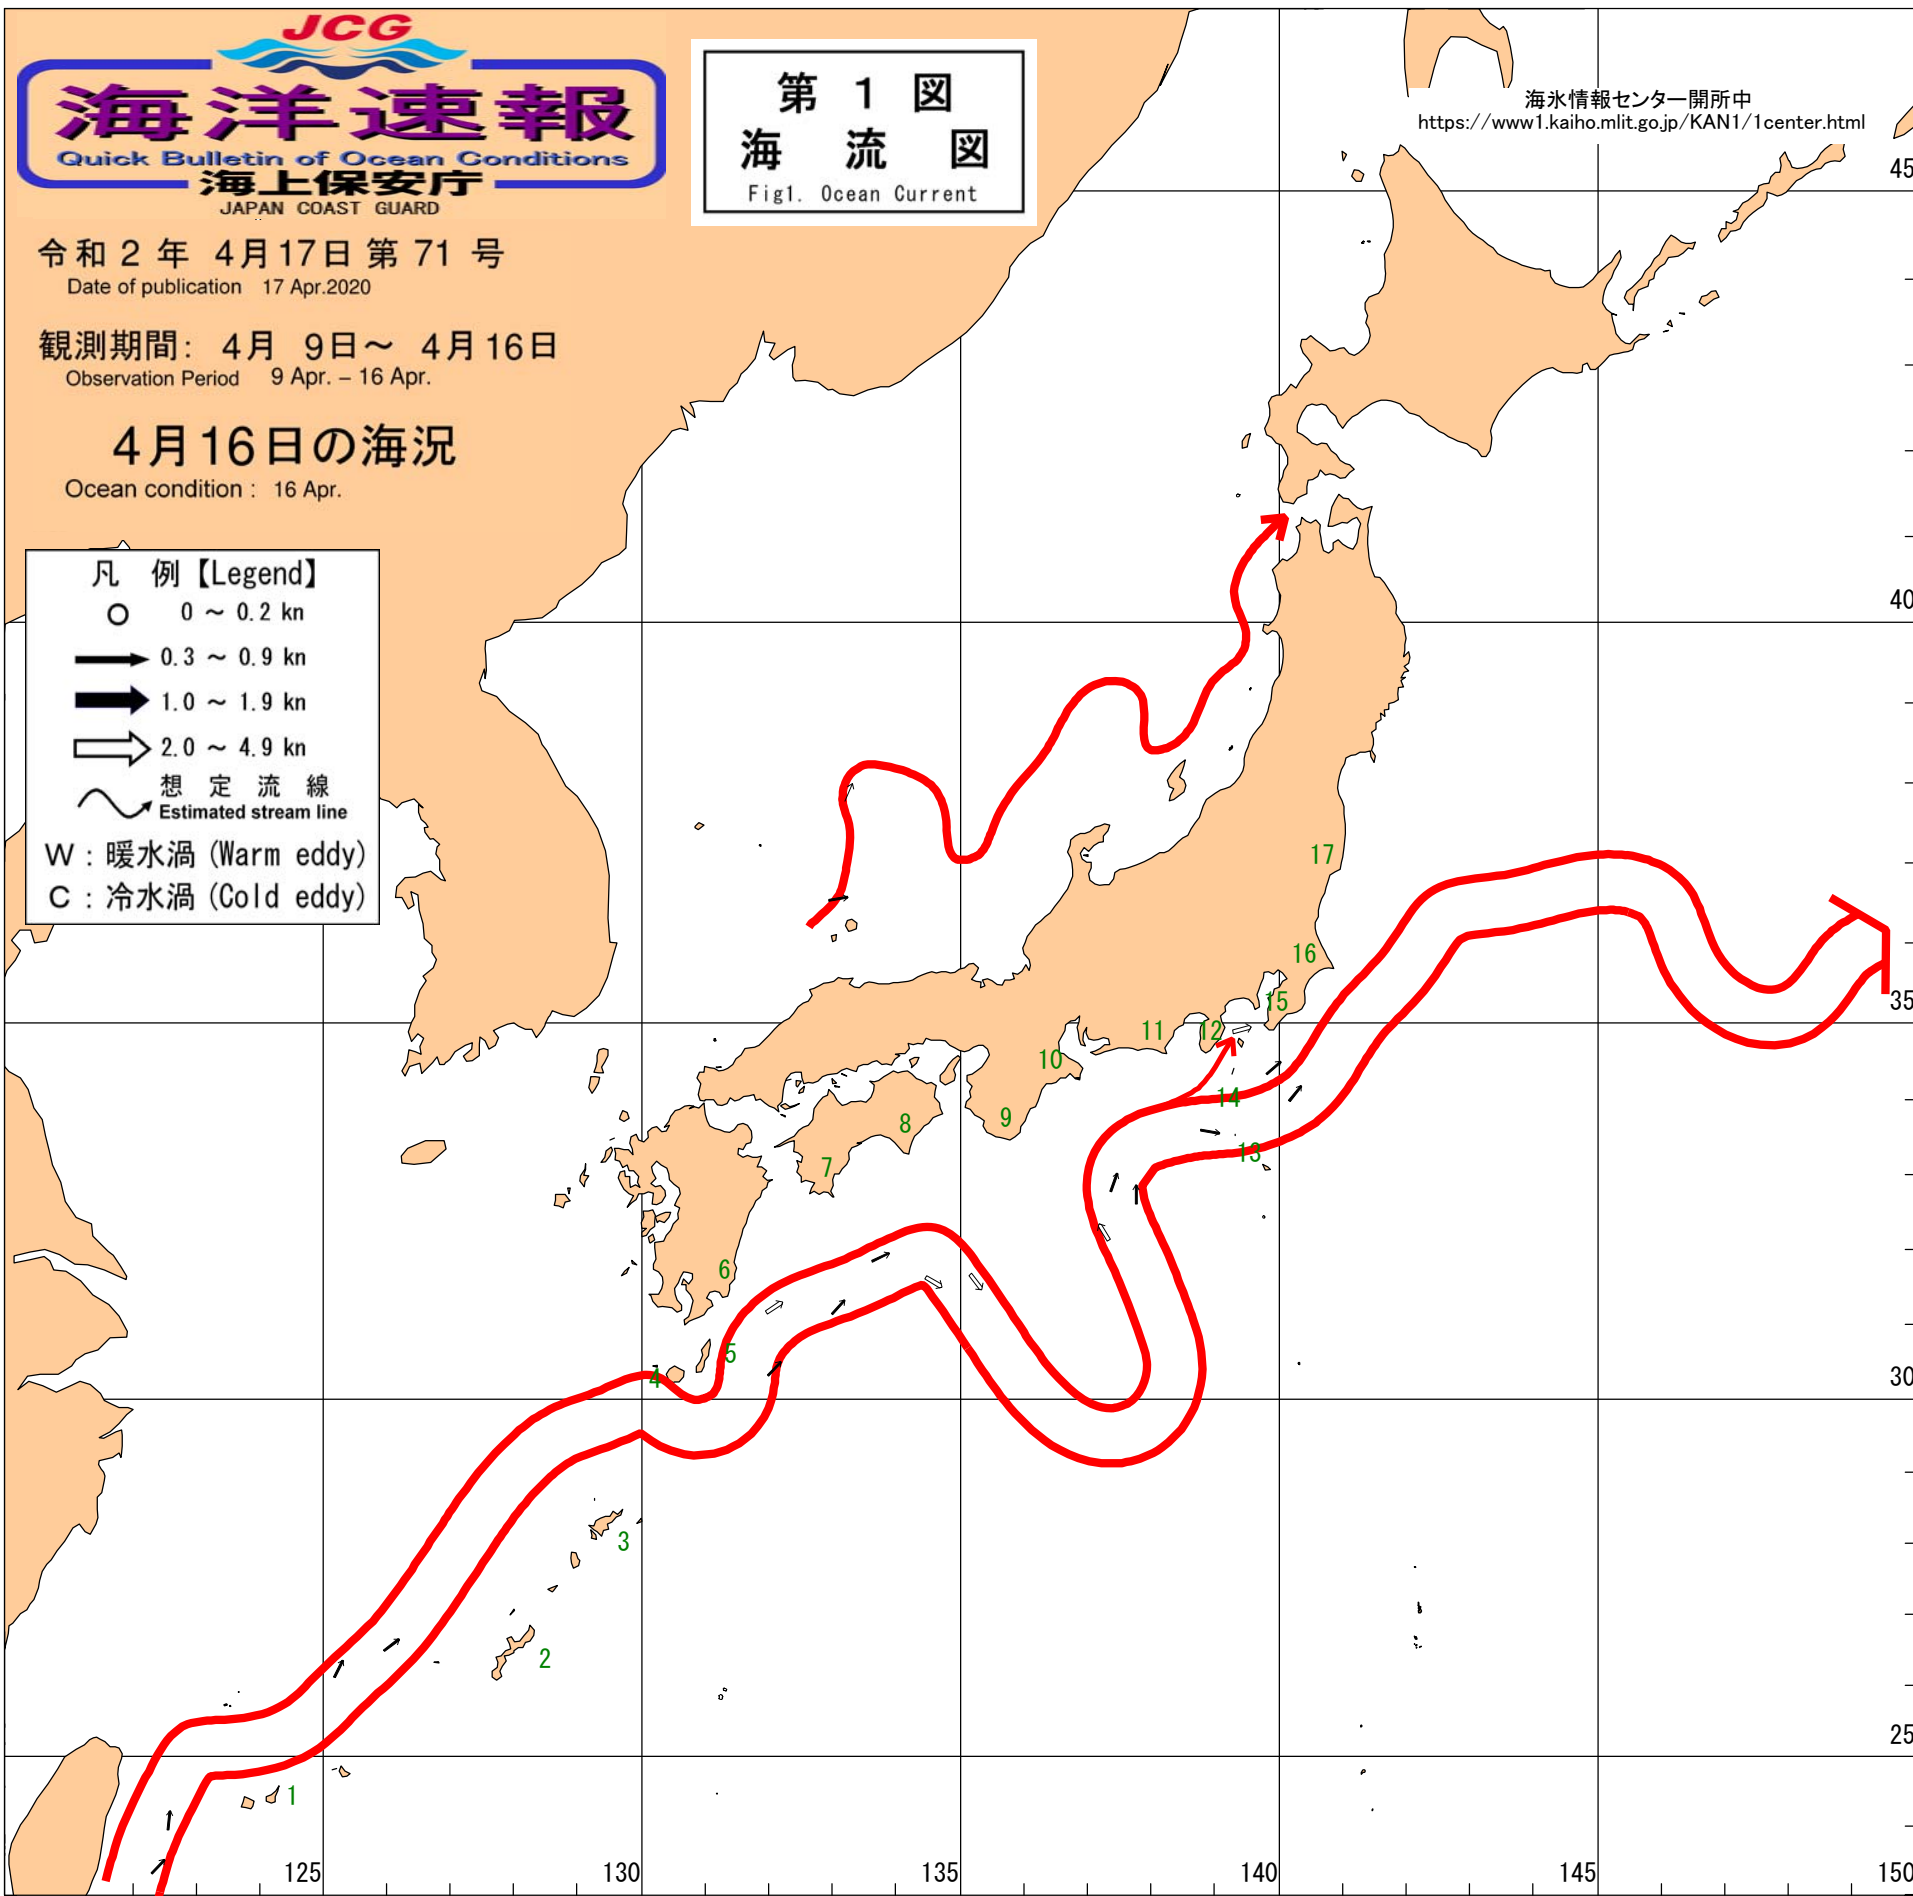 JCG
海洋速報
Quick Bulletin of Ocean Conditions
海上保安庁
JAPAN COAST GUARD
第 1 図
海 流 図
Fig1. Ocean Current
海氷情報センター開所中
https://www1.kaiho.mlit.go.jp/KAN1/1center.html
令和 2 年 4月17日 第 71 号
Date of publication 17 Apr.2020
観測期間: 4月 9日～ 4月16日
Observation Period 9 Apr. – 16 Apr.
4月16日の海況
Ocean condition : 16 Apr.
凡 例【Legend】
0 ～ 0.2 kn
0.3 ～ 0.9 kn
1.0 ～ 1.9 kn
2.0 ～ 4.9 kn
想 定 流 線
Estimated stream line
W : 暖水渦 (Warm eddy)
C : 冷水渦 (Cold eddy)
45
40
35
30
25
17
16
15
12
11
10
14
13
9
8
7
6
5
4
3
2
1
125
130
135
140
145
150